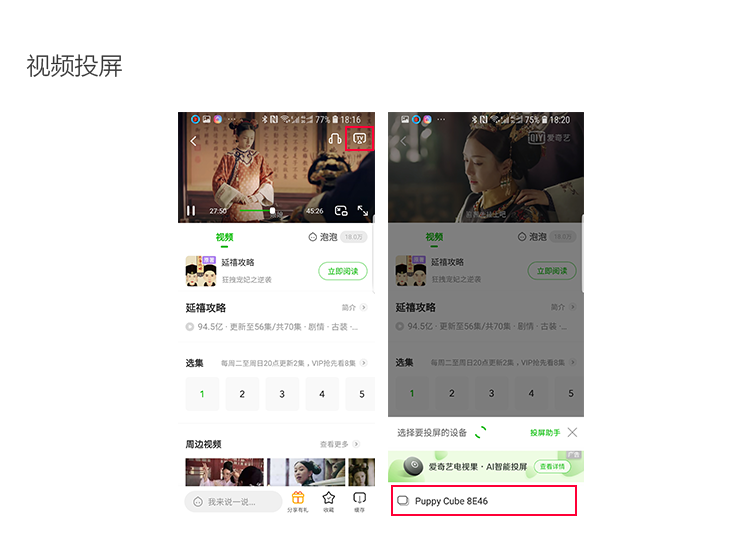 视频投屏
77% 18:16
TV
27:50
45:26
视频
泡泡 18.0万
延禧攻略
狂拽宠妃之逆袭
立即阅读
延禧攻略
简介
94.5亿 · 更新至56集/共70集 · 剧情 · 古装 ·...
选集
每周二至周日20点更新2集，VIP抢先看8集
1 2 3 4 5
周边视频
查看更多
我来说一说...
分享有礼
收藏
缓存
75% 18:20
QIY 爱奇艺
视频
泡泡 18.0万
延禧攻略
狂拽宠妃之逆袭
立即阅读
延禧攻略
简介
94.5亿 · 更新至56集/共70集 · 剧情 · 古装 ·...
选集
每周二至周日20点更新2集，VIP抢先看8集
1 2 3 4 5
选择要投屏的设备
投屏助手
广告
爱奇艺电视果 · AI智能投屏
查看详情
Puppy Cube 8E46